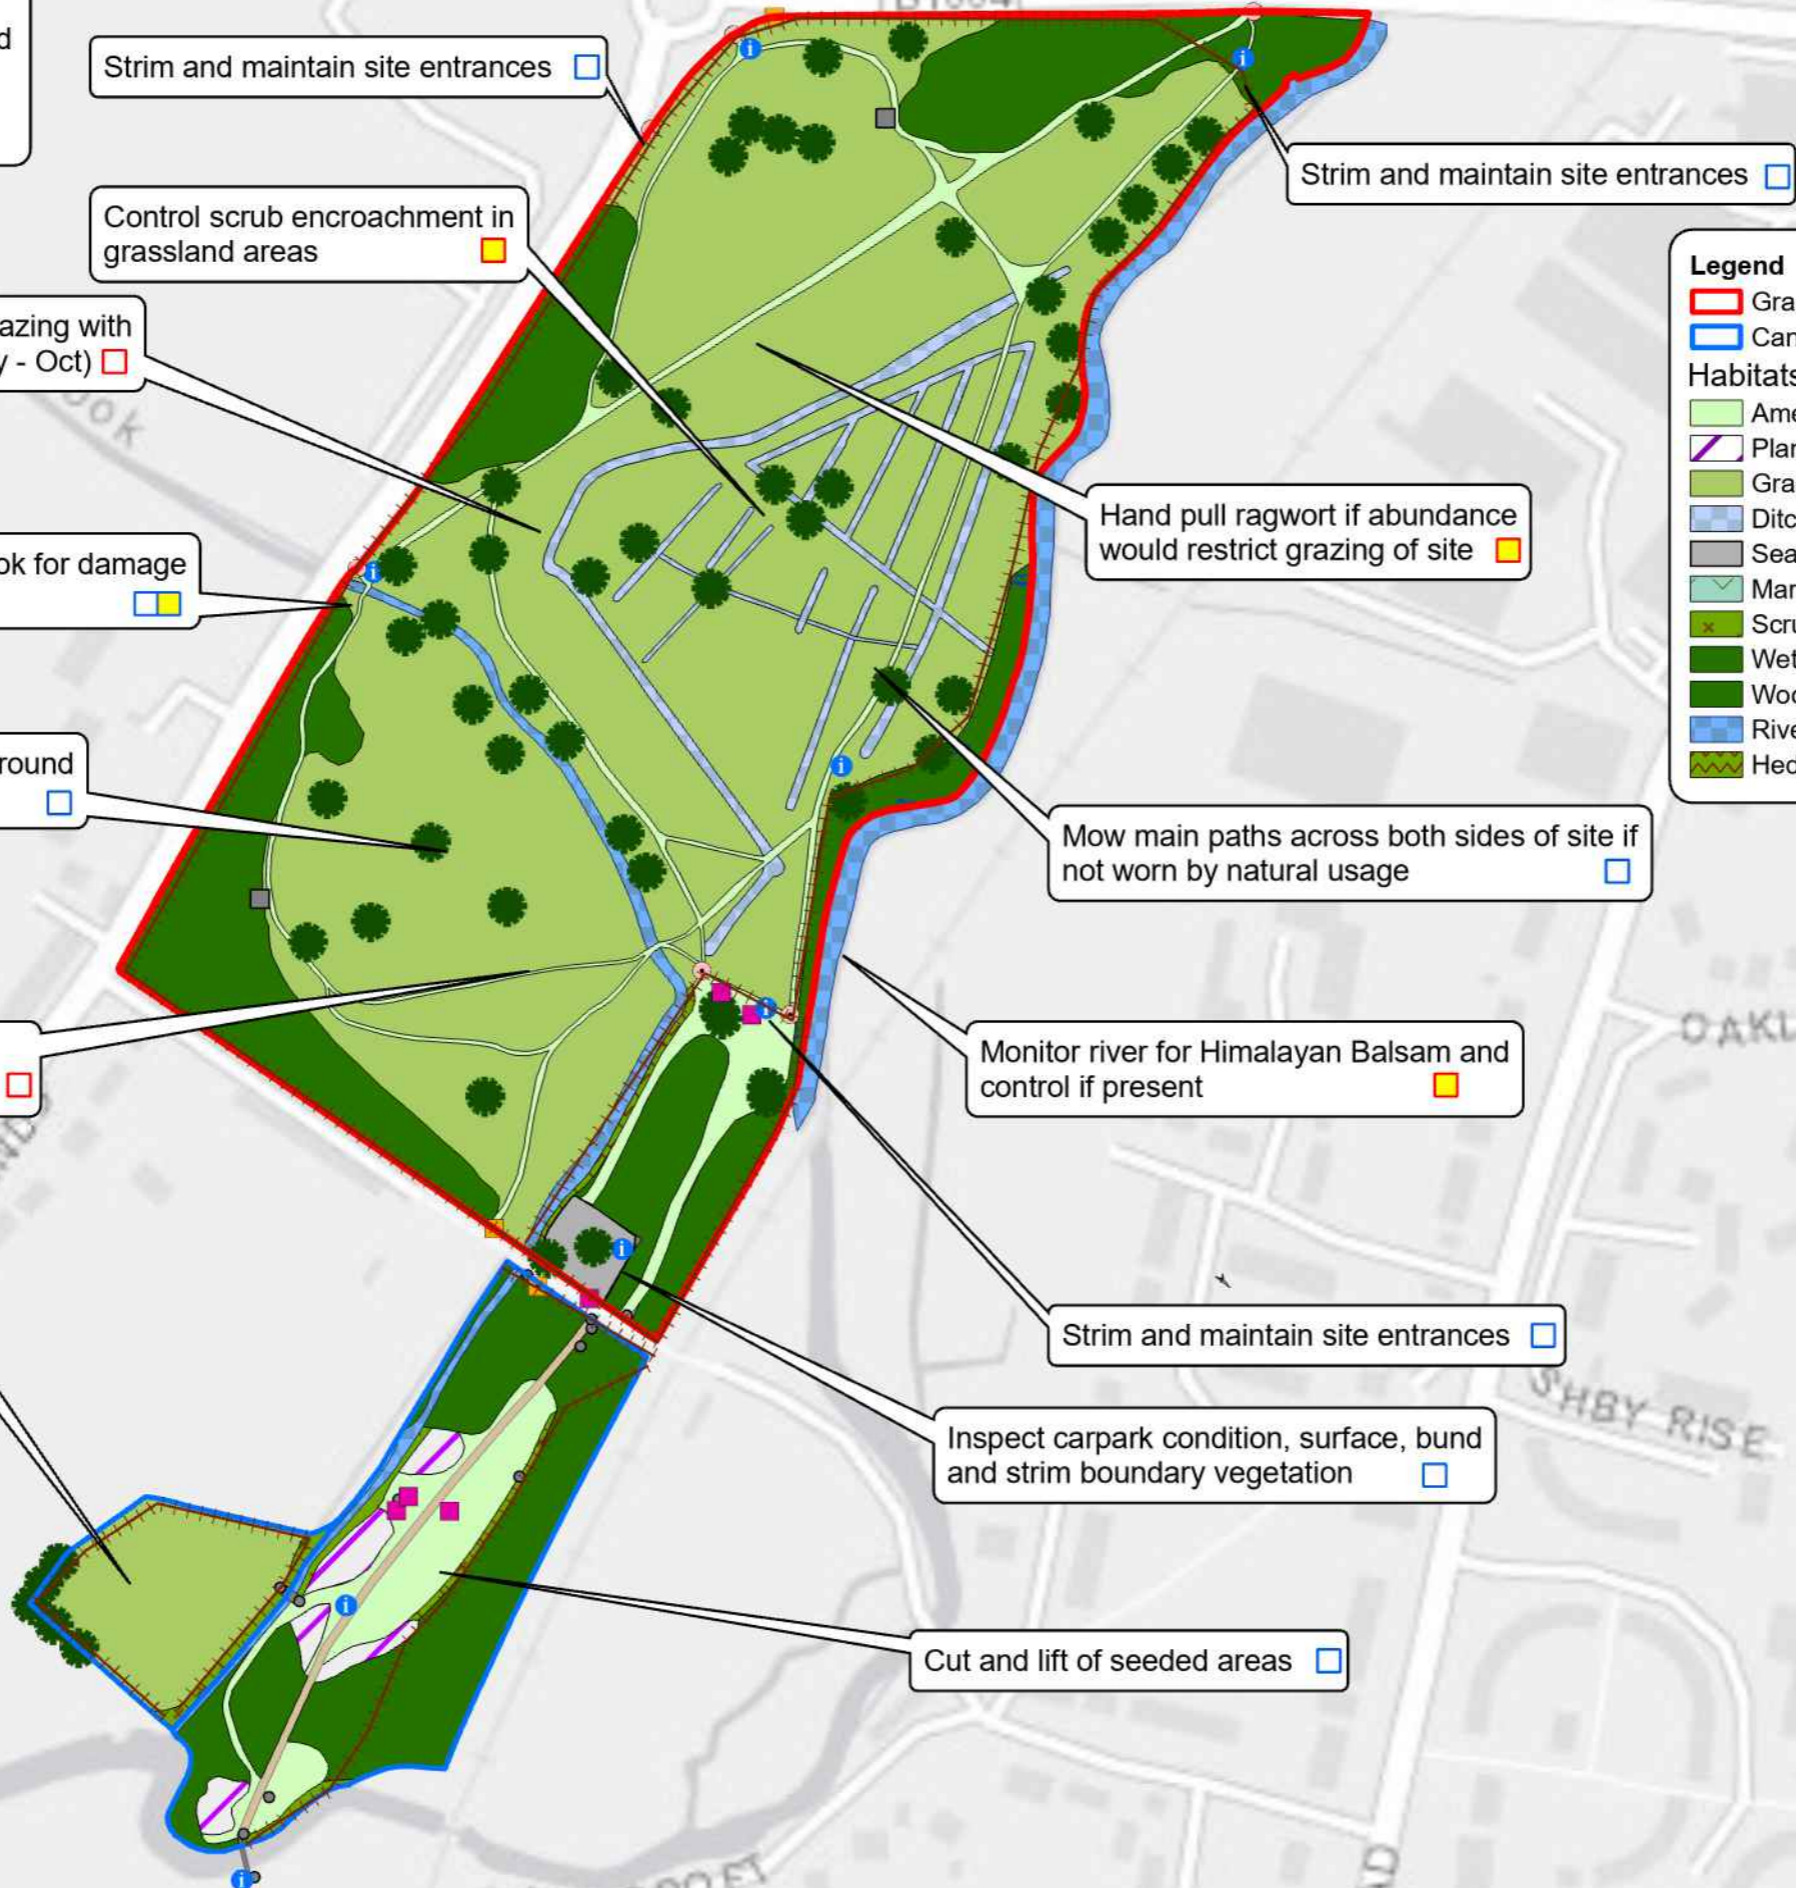 Strim and maintain site entrances
Strim and maintain site entrances
Control scrub encroachment in
grassland areas
azing with
- Oct)
Legend
Gra
Can
Habitats
Ame
Plan
Gra
Ditc
Sea
Mar
Scru
Wet
Woo
Rive
Hed
Hand pull ragwort if abundance
would restrict grazing of site
ok for damage
round
Mow main paths across both sides of site if
not worn by natural usage
OAKL
Monitor river for Himalayan Balsam and
control if present
Strim and maintain site entrances
SHBY RISE
Inspect carpark condition, surface, bund
and strim boundary vegetation
Cut and lift of seeded areas